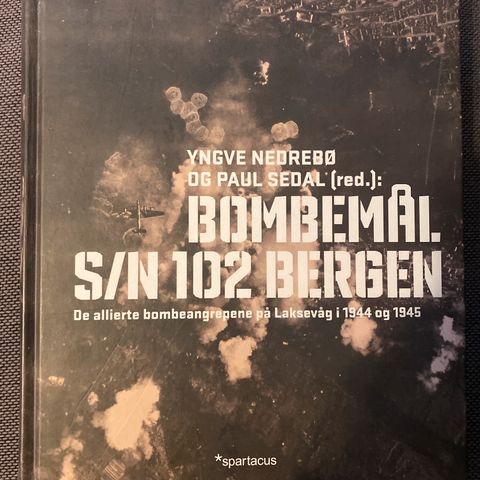 YNGVE NEDREBØ
OG PAUL SEDAL (red.):
BOMBEMÅL
S/N 102 BERGEN
De allierte bombeangrepene på Laksevåg i 1944 og 1945
*spartacus